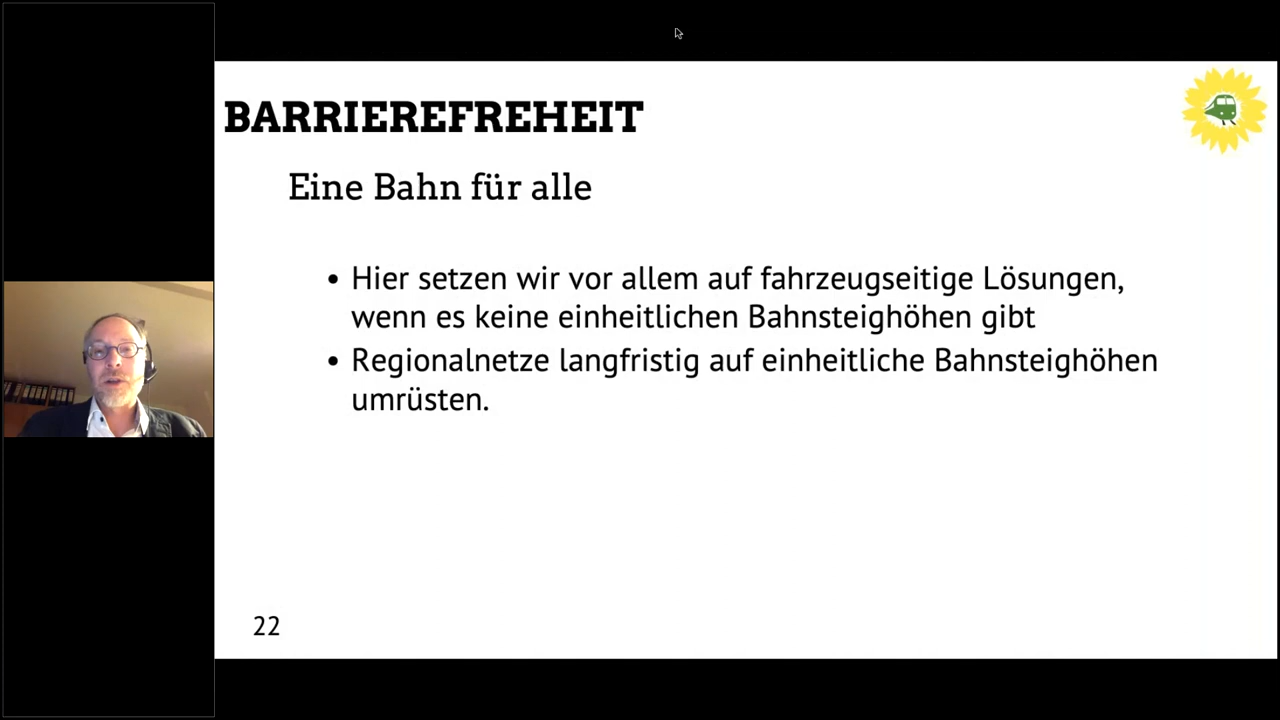 BARRIEREFREHEIT
Eine Bahn für alle
• Hier setzen wir vor allem auf fahrzeugseitige Lösungen,
wenn es keine einheitlichen Bahnsteighöhen gibt
• Regionalnetze langfristig auf einheitliche Bahnsteighöhen
umrüsten.
22